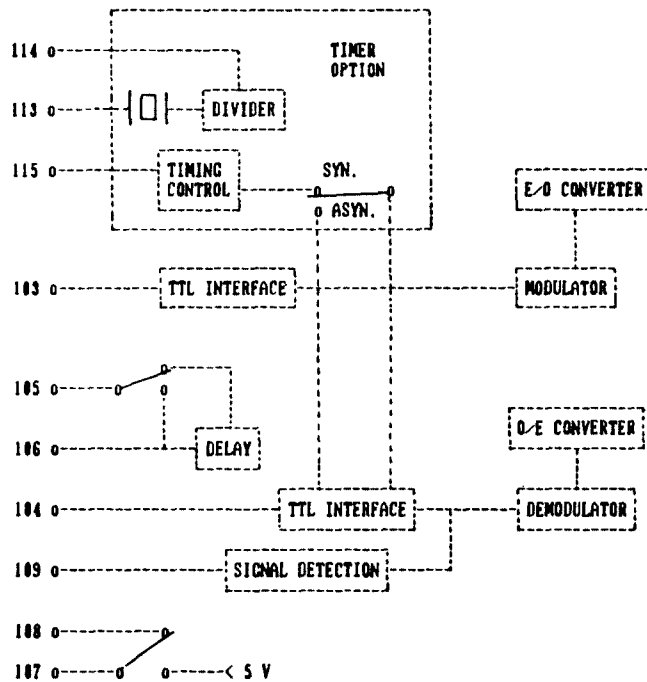 114
TIMER
OPTION
113
DIVIDER
115
TIMING
CONTROL
SYN.
ASYN.
E/O CONVERTER
103
TTL INTERFACE
MODULATOR
105
106
DELAY
O/E CONVERTER
104
TTL INTERFACE
DEMODULATOR
109
SIGNAL DETECTION
108
107
< 5 V